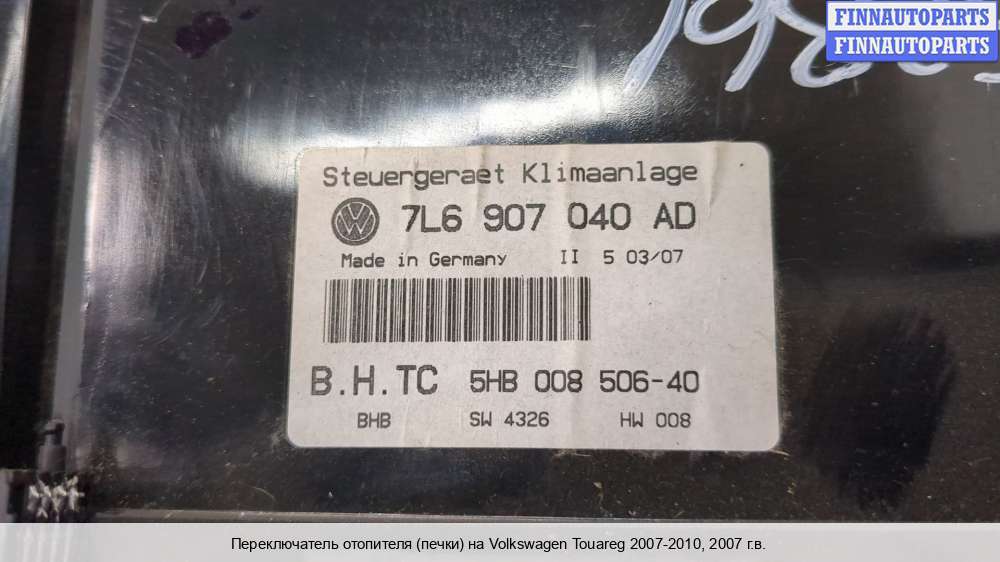 FINNAUTOPARTS
FINNAUTOPARTS
Steuergeraet Klimaanlage
7L6 907 040 AD
Made in Germany II 5 03/07
B.H.TC 5HB 008 506-40
BHB SW 4326 HW 008
Переключатель отопителя (печки) на Volkswagen Touareg 2007-2010, 2007 г.в.